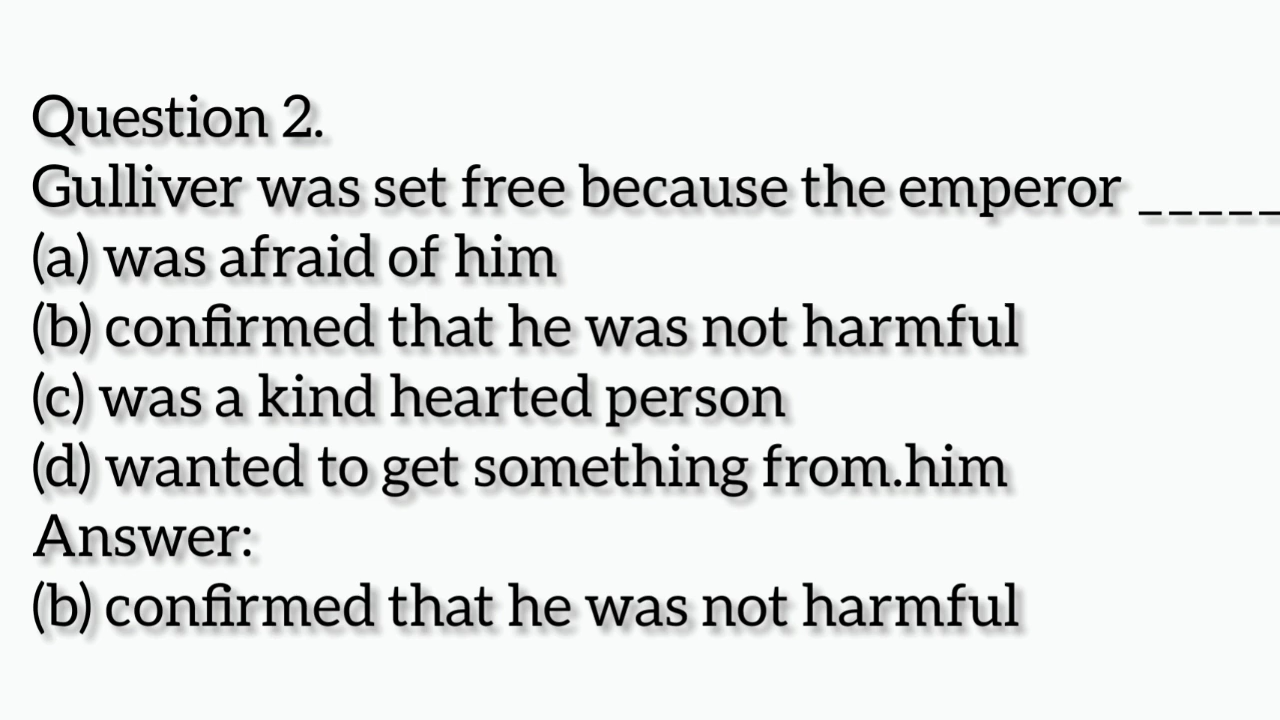 Question 2.
Gulliver was set free because the emperor _____
(a) was afraid of him
(b) confirmed that he was not harmful
(c) was a kind hearted person
(d) wanted to get something from.him
Answer:
(b) confirmed that he was not harmful